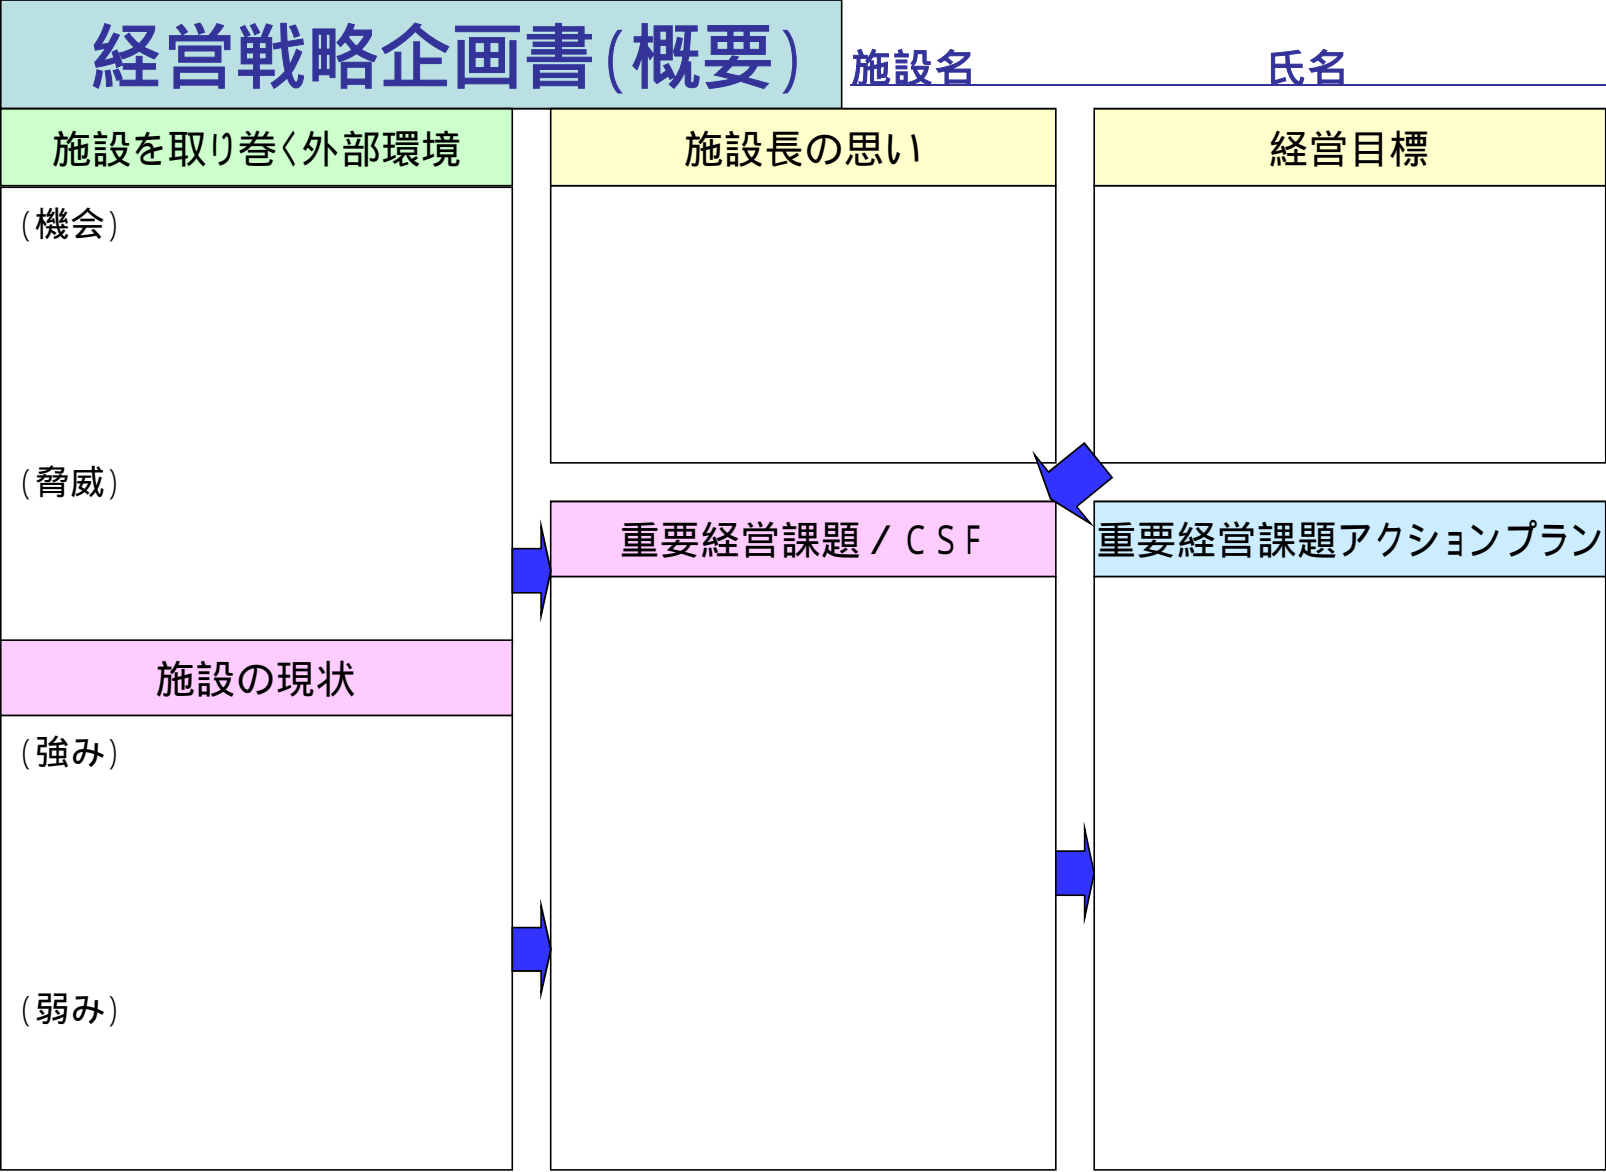 経営戦略企画書(概要)
施設名 氏名
施設を取り巻く外部環境
(機会)
(脅威)
施設の現状
(強み)
(弱み)
施設長の思い
経営目標
重要経営課題/CSF
重要経営課題アクションプラン